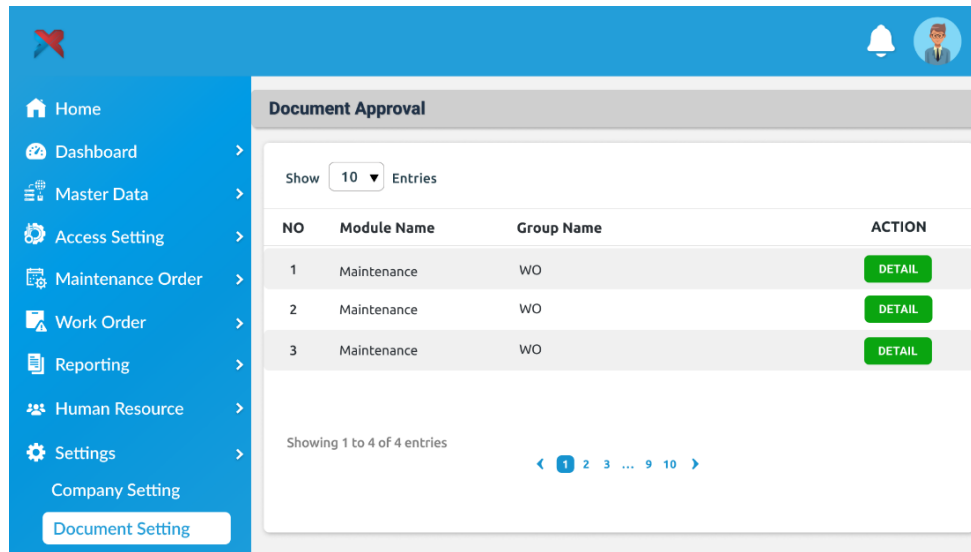 Home
Dashboard
Master Data
Access Setting
Maintenance Order
Work Order
Reporting
Human Resource
Settings
Company Setting
Document Setting
Document Approval
Show 10 Entries
NO Module Name Group Name ACTION
1 Maintenance WO DETAIL
2 Maintenance WO DETAIL
3 Maintenance WO DETAIL
Showing 1 to 4 of 4 entries
1 2 3 ... 9 10